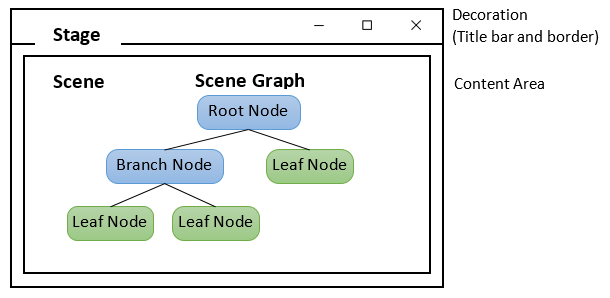 Stage
Decoration
(Title bar and border)
Scene
Scene Graph
Content Area
Root Node
Branch Node
Leaf Node
Leaf Node
Leaf Node